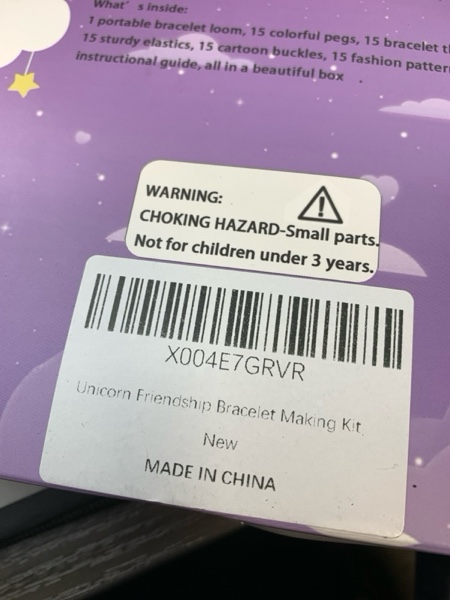 What's inside:
1 portable bracelet loom, 15 colorful pegs, 15 bracelet
15 sturdy elastics, 15 cartoon buckles, 15 fashion
instructional guide, all in a beautiful box
WARNING:
CHOKING HAZARD-Small parts.
Not for children under 3 years.
X004E7GRVR
Unicorn Friendship Bracelet Making Kit
New
MADE IN CHINA